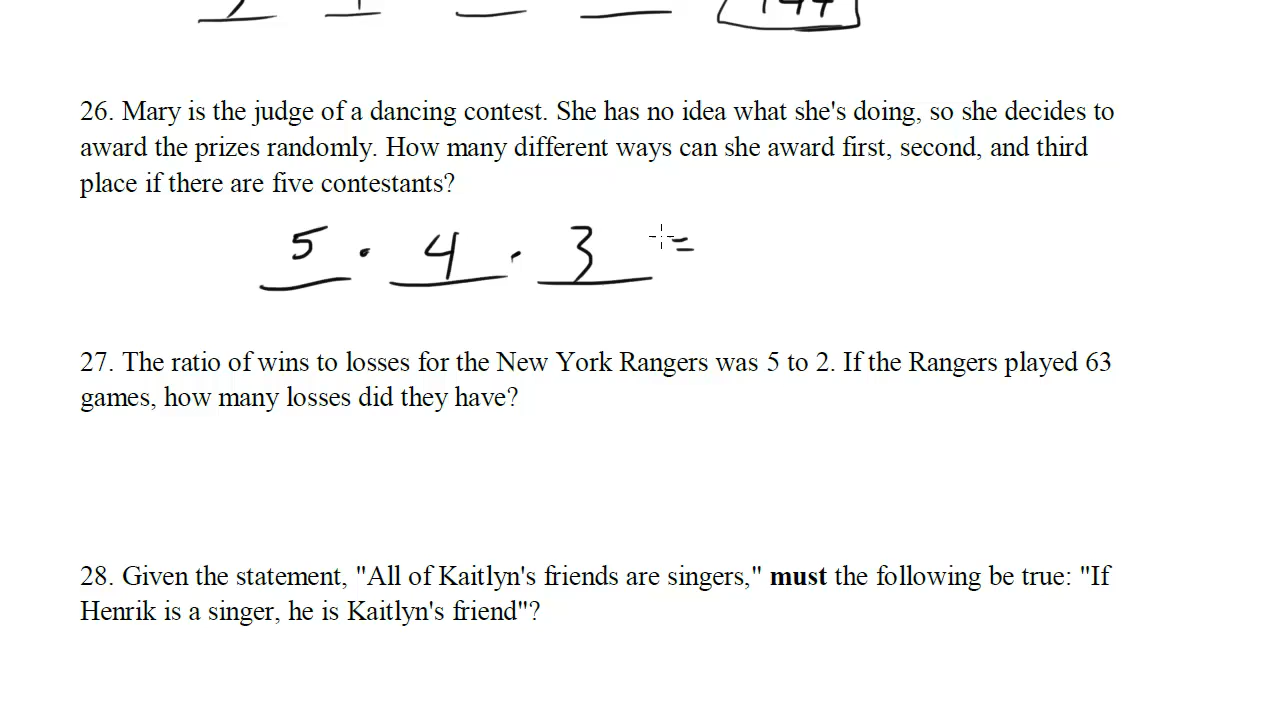 26. Mary is the judge of a dancing contest. She has no idea what she's doing, so she decides to
award the prizes randomly. How many different ways can she award first, second, and third
place if there are five contestants?
5 · 4 · 3 =
27. The ratio of wins to losses for the New York Rangers was 5 to 2. If the Rangers played 63
games, how many losses did they have?
28. Given the statement, "All of Kaitlyn's friends are singers," must the following be true: "If
Henrik is a singer, he is Kaitlyn's friend"?